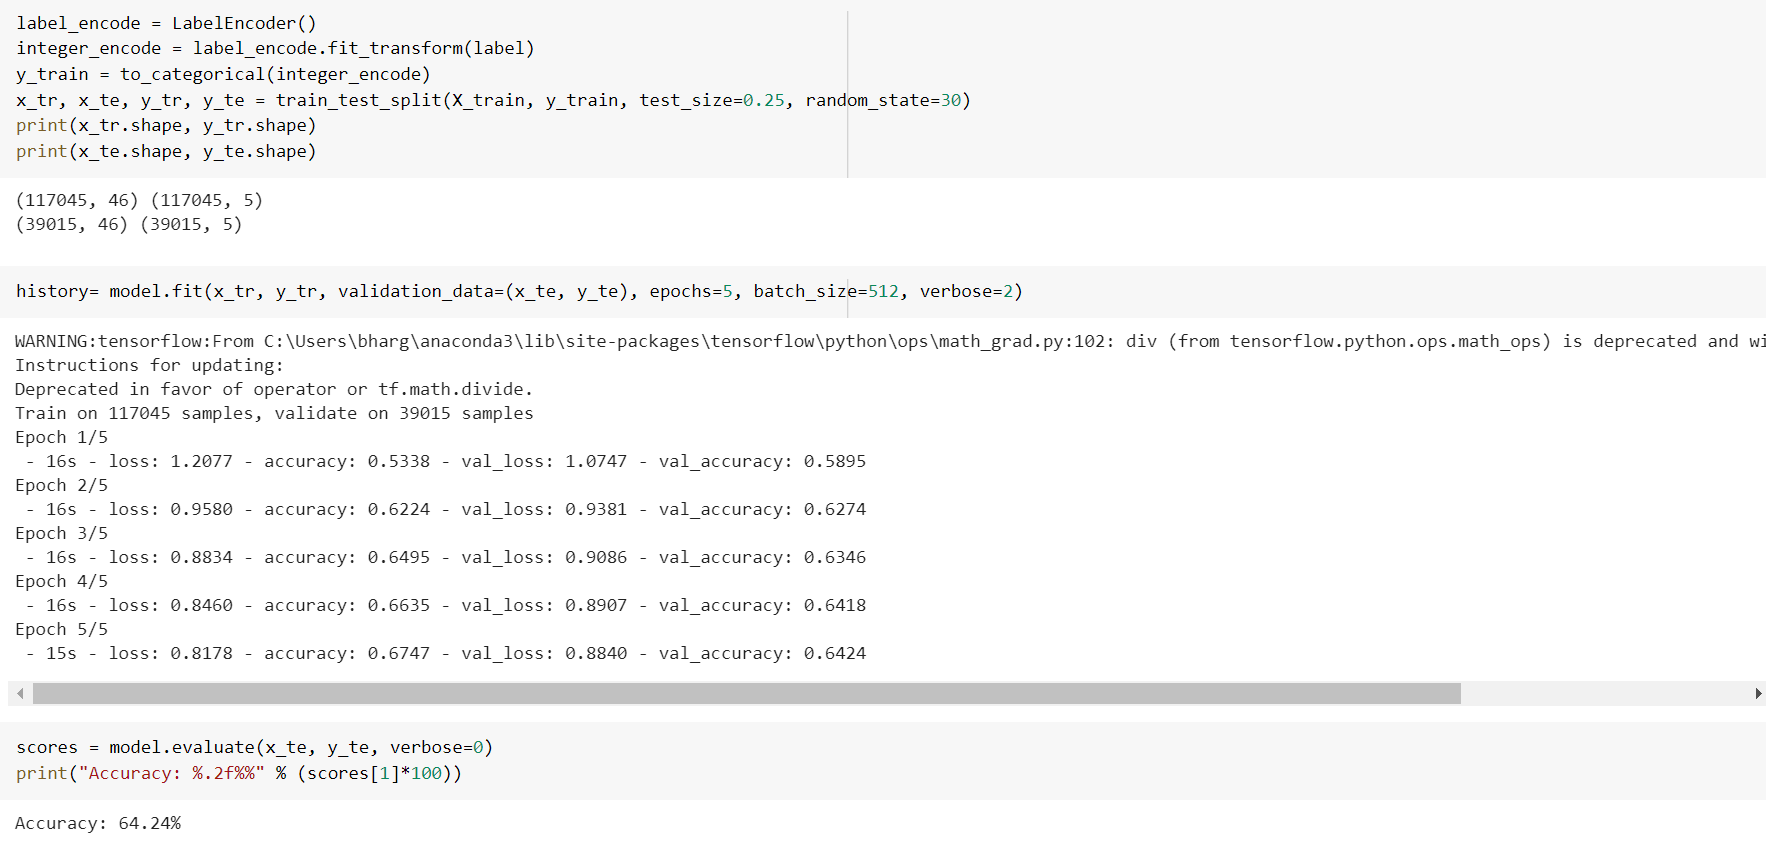 label_encode = LabelEncoder()
integer_encode = label_encode.fit_transform(label)
y_train = to_categorical(integer_encode)
x_tr, x_te, y_tr, y_te = train_test_split(X_train, y_train, test_size=0.25, random_state=30)
print(x_tr.shape, y_tr.shape)
print(x_te.shape, y_te.shape)
(117045, 46) (117045, 5)
(39015, 46) (39015, 5)
history= model.fit(x_tr, y_tr, validation_data=(x_te, y_te), epochs=5, batch_size=512, verbose=2)
WARNING:tensorflow:From C:\Users\bharg\anaconda3\lib\site-packages\tensorflow\python\ops\math_grad.py:102: div (from tensorflow.python.ops.math_ops) is deprecated and wi
Instructions for updating:
Deprecated in favor of operator or tf.math.divide.
Train on 117045 samples, validate on 39015 samples
Epoch 1/5
 - 16s - loss: 1.2077 - accuracy: 0.5338 - val_loss: 1.0747 - val_accuracy: 0.5895
Epoch 2/5
 - 16s - loss: 0.9580 - accuracy: 0.6224 - val_loss: 0.9381 - val_accuracy: 0.6274
Epoch 3/5
 - 16s - loss: 0.8834 - accuracy: 0.6495 - val_loss: 0.9086 - val_accuracy: 0.6346
Epoch 4/5
 - 16s - loss: 0.8460 - accuracy: 0.6635 - val_loss: 0.8907 - val_accuracy: 0.6418
Epoch 5/5
 - 15s - loss: 0.8178 - accuracy: 0.6747 - val_loss: 0.8840 - val_accuracy: 0.6424
scores = model.evaluate(x_te, y_te, verbose=0)
print("Accuracy: %.2f%%" % (scores[1]*100))
Accuracy: 64.24%